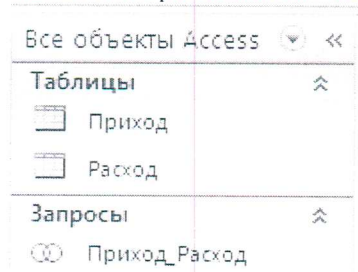 Все объекты Access
Таблицы
Приход
Расход
Запросы
Приход_Расход